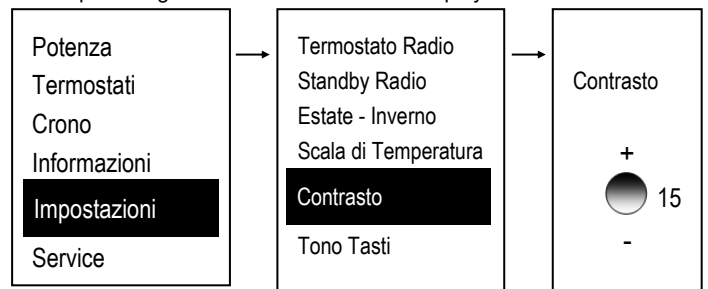 Potenza
Termostati
Crono
Informazioni
Impostazioni
Service
Termostato Radio
Standby Radio
Estate - Inverno
Scala di Temperatura
Contrasto
Tono Tasti
Contrasto
+
15
-